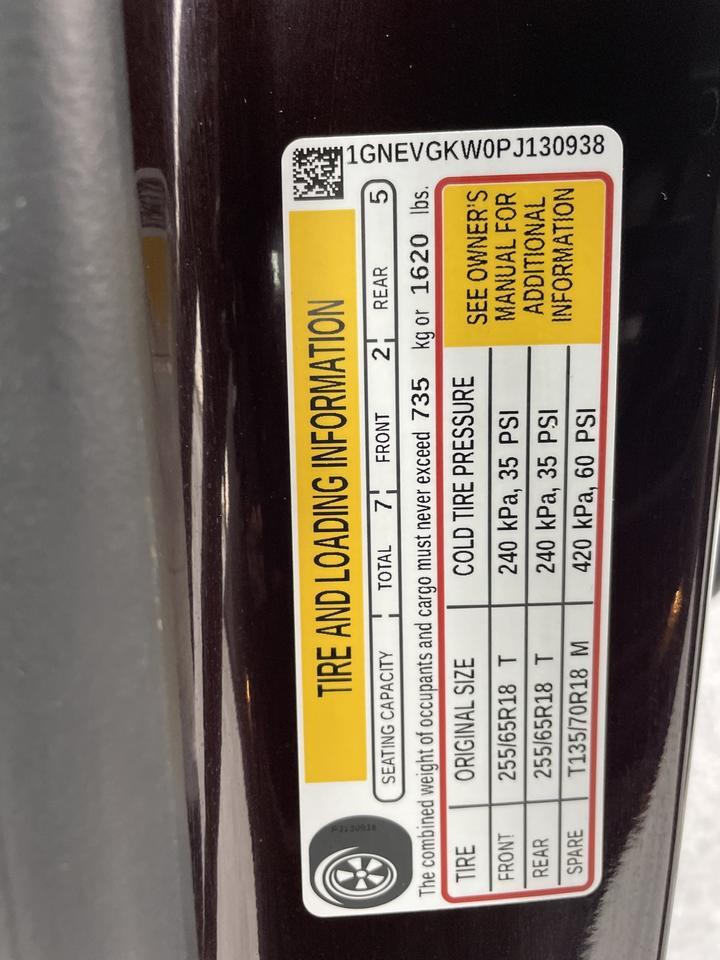 1GNEVGKW0PJ130938
TIRE AND LOADING INFORMATION
SEATING CAPACITY TOTAL 7 FRONT 2 REAR 5
The combined weight of occupants and cargo must never exceed 735 kg or 1620 lbs.
TIRE ORIGINAL SIZE COLD TIRE PRESSURE
FRONT 255/65R18 T 240 kPa, 35 PSI
REAR 255/65R18 T 240 kPa, 35 PSI
SPARE T135/70R18 M 420 kPa, 60 PSI
SEE OWNER'S
MANUAL FOR
ADDITIONAL
INFORMATION
PJ130938